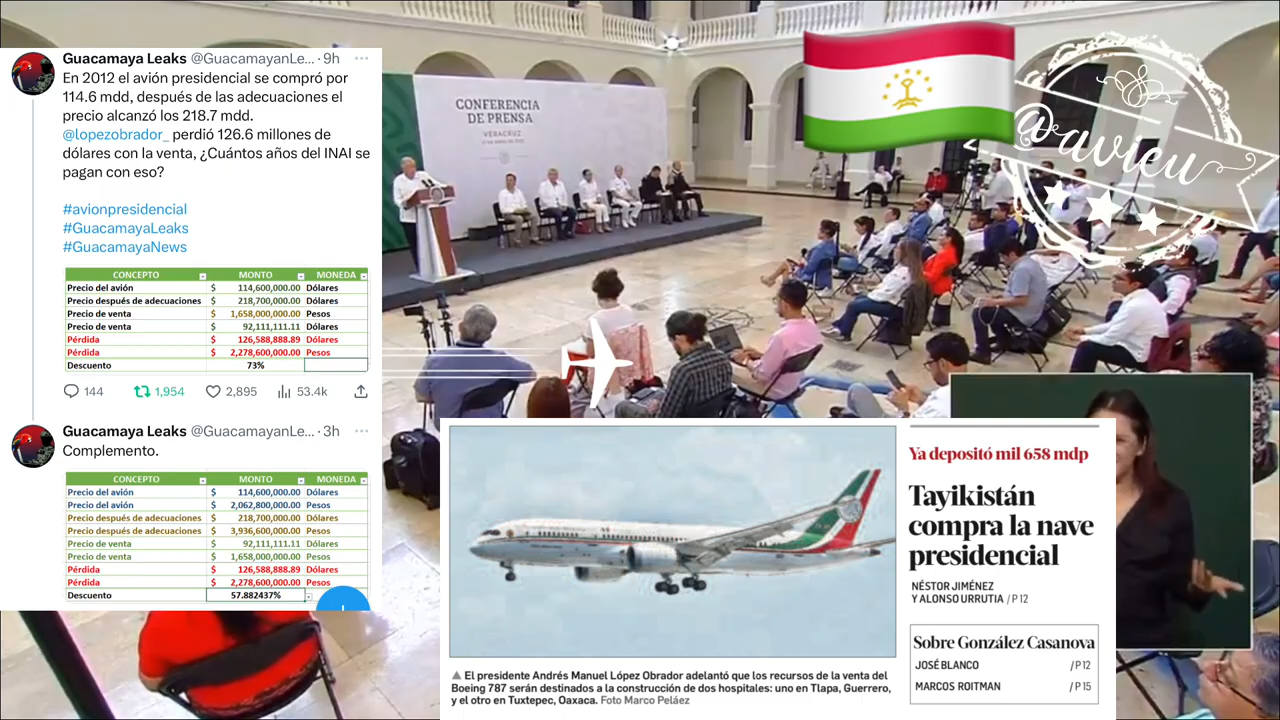 Guacamaya Leaks @GuacamayanLe... · 9h
En 2012 el avión presidencial se compró por
114.6 mdd, después de las adecuaciones el
precio alcanzó los 218.7 mdd.
@lopezobrador_ perdió 126.6 millones de
dólares con la venta, ¿Cuántos años del INAI se
pagan con eso?
#avionpresidencial
#GuacamayaLeaks
#GuacamayaNews
CONCEPTO MONTO MONEDA
Precio del avión $ 114,600,000.00 Dólares
Precio después de adecuaciones $ 218,700,000.00 Dólares
Precio de venta $ 1,658,000,000.00 Pesos
Precio de venta $ 92,111,111.11 Dólares
Pérdida $ 126,588,888.89 Dólares
Pérdida $ 2,278,600,000.00 Pesos
Descuento 73%
144 1,954 2,895 53.4k
Guacamaya Leaks @GuacamayanLe... · 3h
Complemento.
CONCEPTO MONTO MONEDA
Precio del avión $ 114,600,000.00 Dólares
Precio del avión $ 2,062,800,000.00 Pesos
Precio después de adecuaciones $ 218,700,000.00 Dólares
Precio después de adecuaciones $ 3,936,600,000.00 Pesos
Precio de venta $ 92,111,111.11 Dólares
Precio de venta $ 1,658,000,000.00 Pesos
Pérdida $ 126,588,888.89 Dólares
Pérdida $ 2,278,600,000.00 Pesos
Descuento 57.882437%
CONFERENCIA
DE PRENSA
VERACRUZ
@avieu
Ya depositó mil 658 mdp
Tayikistán
compra la nave
presidencial
NÉSTOR JIMÉNEZ
Y ALONSO URRUTIA / P 12
Sobre González Casanova
JOSÉ BLANCO / P 12
MARCOS ROITMAN / P 15
El presidente Andrés Manuel López Obrador adelantó que los recursos de la venta del
Boeing 787 serán destinados a la construcción de dos hospitales: uno en Tlapa, Guerrero,
y el otro en Tuxtepec, Oaxaca. Foto Marco Peláez